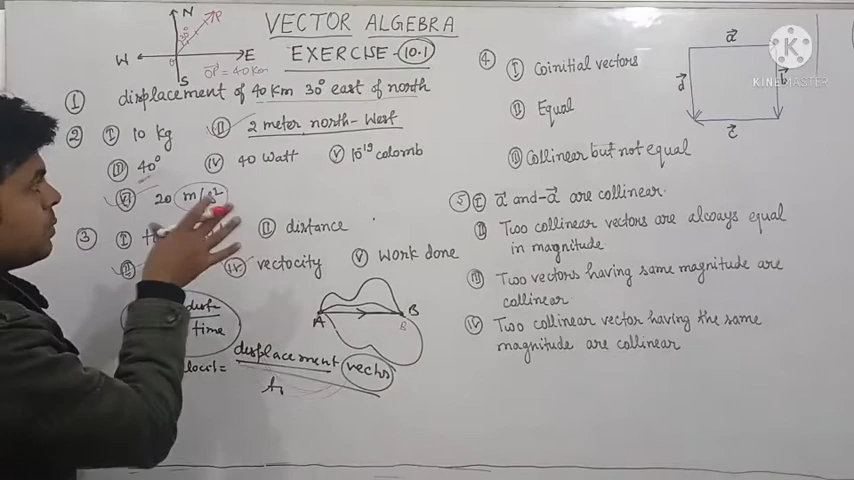 VECTOR ALGEBRA
EXERCISE-10.1
N
P
30°
W
E
O
S
OP = 40 Km
① displacement of 40 Km 30° east of north
② Ⓘ 10 kg Ⓘ Ⓘ 2 meter north-West
40° ⒾⓋ 40 Watt Ⓥ 10¹⁹ colomb
ⓋⒾ 20 m/s²
③ Ⓘ ⒾⒾ distance
ⒾⓋ vectocity Ⓥ Work done
time
displacement
vects
A
B
B
④ Ⓘ Coinitial vectors
ⒾⒾ Equal
ⒾⒾⒾ Collinear but not equal
a
b
c
d
K
KINEMASTER
⑤ Ⓘ a and -a are collinear.
ⒾⒾ Two collinear vectors are alcoays equal
in magnitude
ⒾⒾⒾ Two vectors having same magnitude are
collinear.
ⒾⓋ Two collinear vector having the same
magnitude are collinear